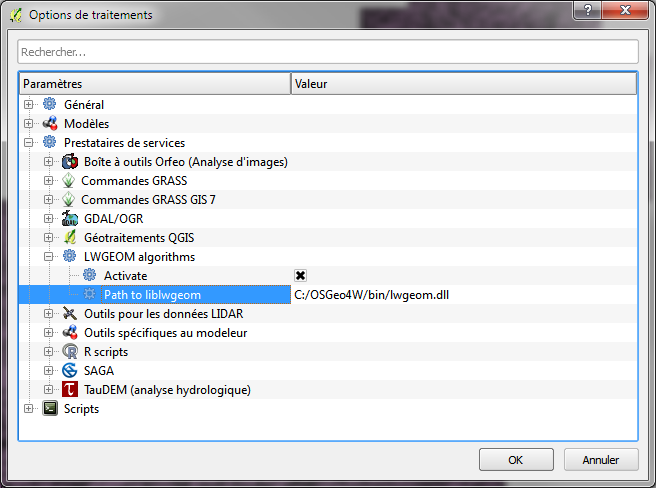 Options de traitements
Rechercher...
Paramètres Valeur
Général
Modèles
Prestataires de services
Boîte à outils Orfeo (Analyse d'images)
Commandes GRASS
Commandes GRASS GIS 7
GDAL/OGR
Géotraitements QGIS
LWGEOM algorithms
Activate
Path to liblwgeom C:/OSGeo4W/bin/lwgeom.dll
Outils pour les données LIDAR
Outils spécifiques au modeleur
R scripts
SAGA
TauDEM (analyse hydrologique)
Scripts
OK Annuler